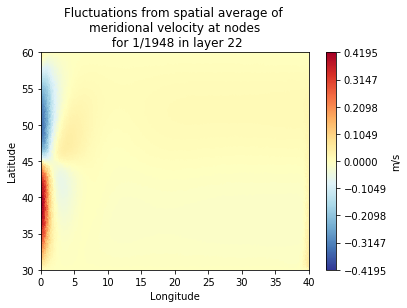 Fluctuations from spatial average of
meridional velocity at nodes
for 1/1948 in layer 22
60
55
50
45
40
35
30
Latitude
0 5 10 15 20 25 30 35 40
Longitude
0.4195
0.3147
0.2098
0.1049
0.0000
−0.1049
−0.2098
−0.3147
−0.4195
m/s